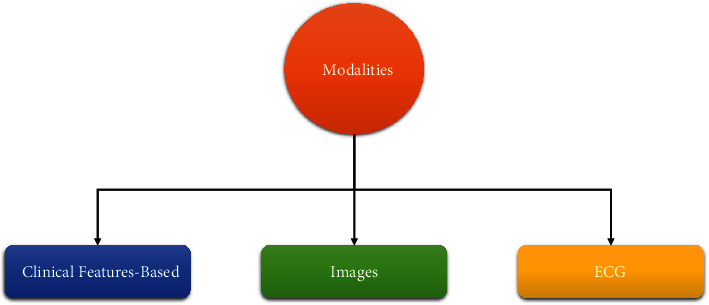 Modalities
Clinical Features-Based
Images
ECG